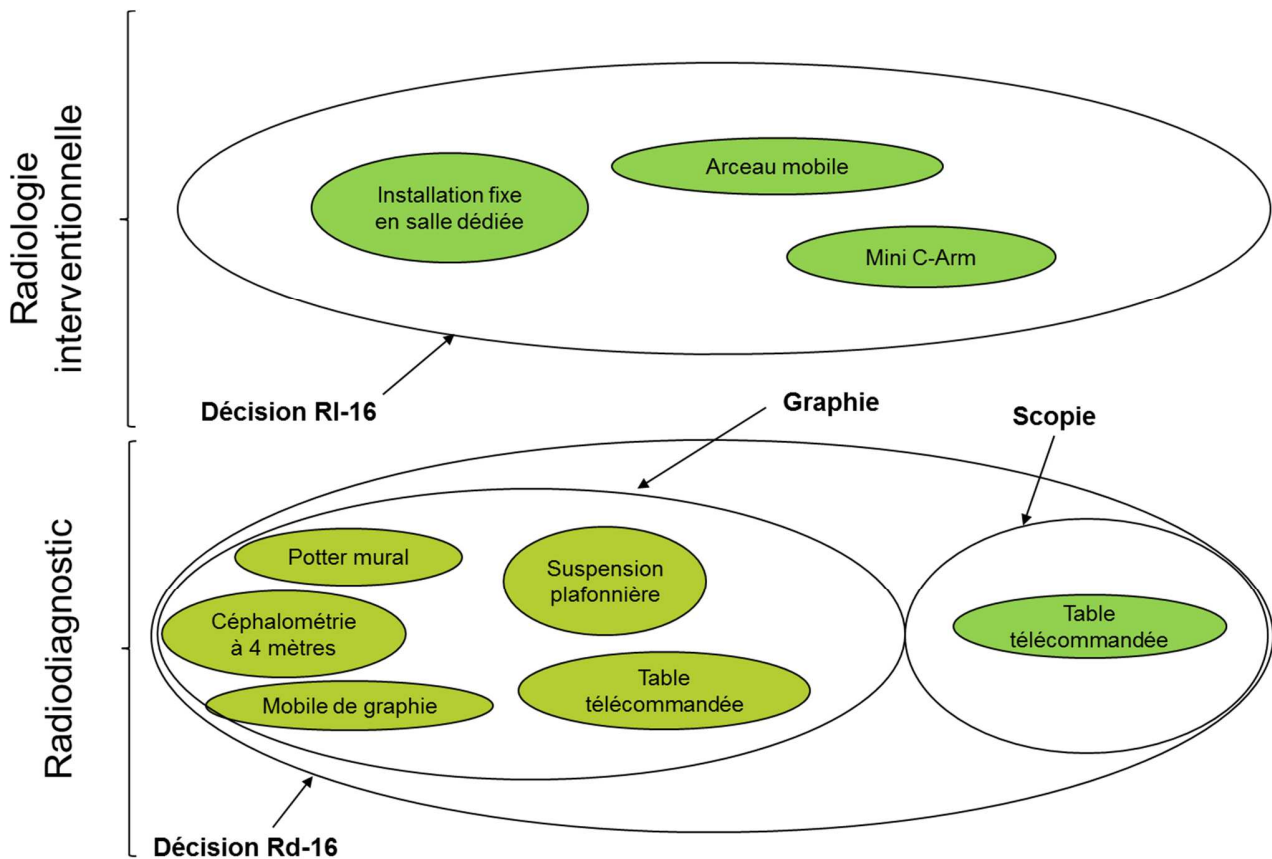 Radiologie
interventionnelle
Installation fixe
en salle dédiée
Arceau mobile
Mini C-Arm
Décision RI-16
Graphie
Scopie
Radiodiagnostic
Potter mural
Suspension
plafonnière
Céphalométrie
à 4 mètres
Mobile de graphie
Table
télécommandée
Table
télécommandée
Décision Rd-16